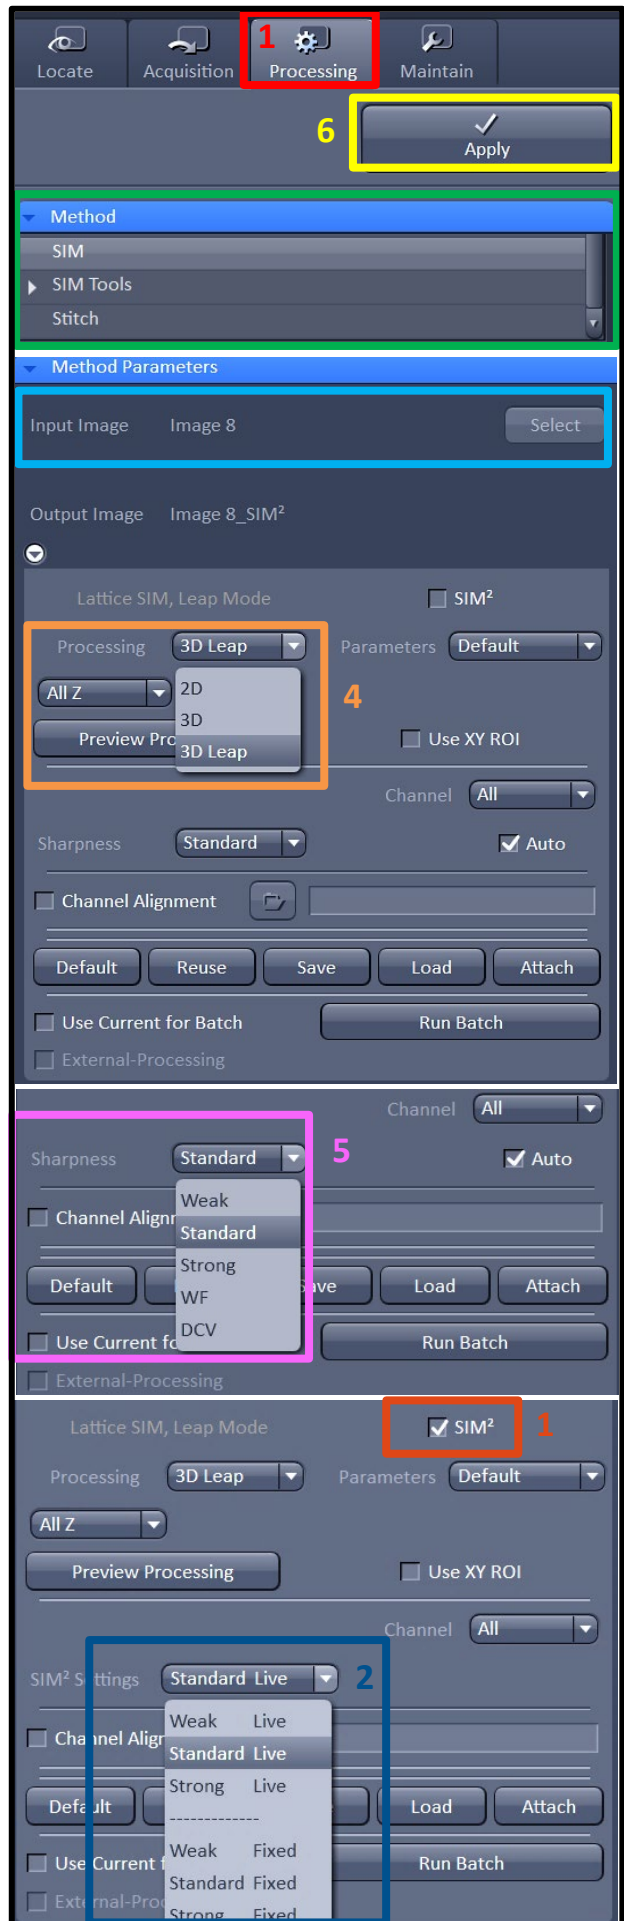 1
Locate Acquisition Processing Maintain
6
Apply
Method
SIM
SIM Tools
Stitch
Method Parameters
Input Image Image 8 Select
Output Image Image 8_SIM²
Lattice SIM, Leap Mode SIM²
Processing 3D Leap Parameters Default
All Z 2D 4
3D
Preview Pro Use XY ROI
3D Leap
Channel All
Sharpness Standard Auto
Channel Alignment
Default Reuse Save Load Attach
Use Current for Batch Run Batch
External-Processing
Channel All
Sharpness Standard 5 Auto
Weak
Channel Alignm
Standard
Strong
Default ave Load Attach
WF
DCV
Use Current fo Run Batch
External-Processing
Lattice SIM, Leap Mode SIM² 1
Processing 3D Leap Parameters Default
All Z
Preview Processing Use XY ROI
Channel All
SIM² Settings Standard Live 2
Weak Live
Channel Align
Standard Live
Strong Live
Default Load Attach
-------------
Weak Fixed
Use Current f Run Batch
Standard Fixed
External-Proc
Strong Fixed